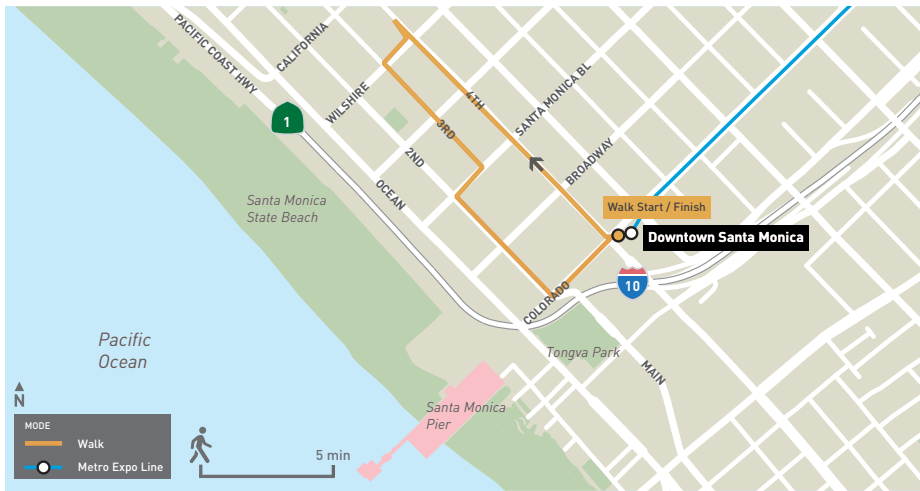 PACIFIC COAST HWY
CALIFORNIA
WILSHIRE
4TH
SANTA MONICA BL
3RD
2ND
BROADWAY
OCEAN
1
Santa Monica
State Beach
Walk Start / Finish
Downtown Santa Monica
10
COLORADO
Pacific
Ocean
Tongva Park
MAIN
Santa Monica
Pier
N
MODE
Walk
Metro Expo Line
5 min